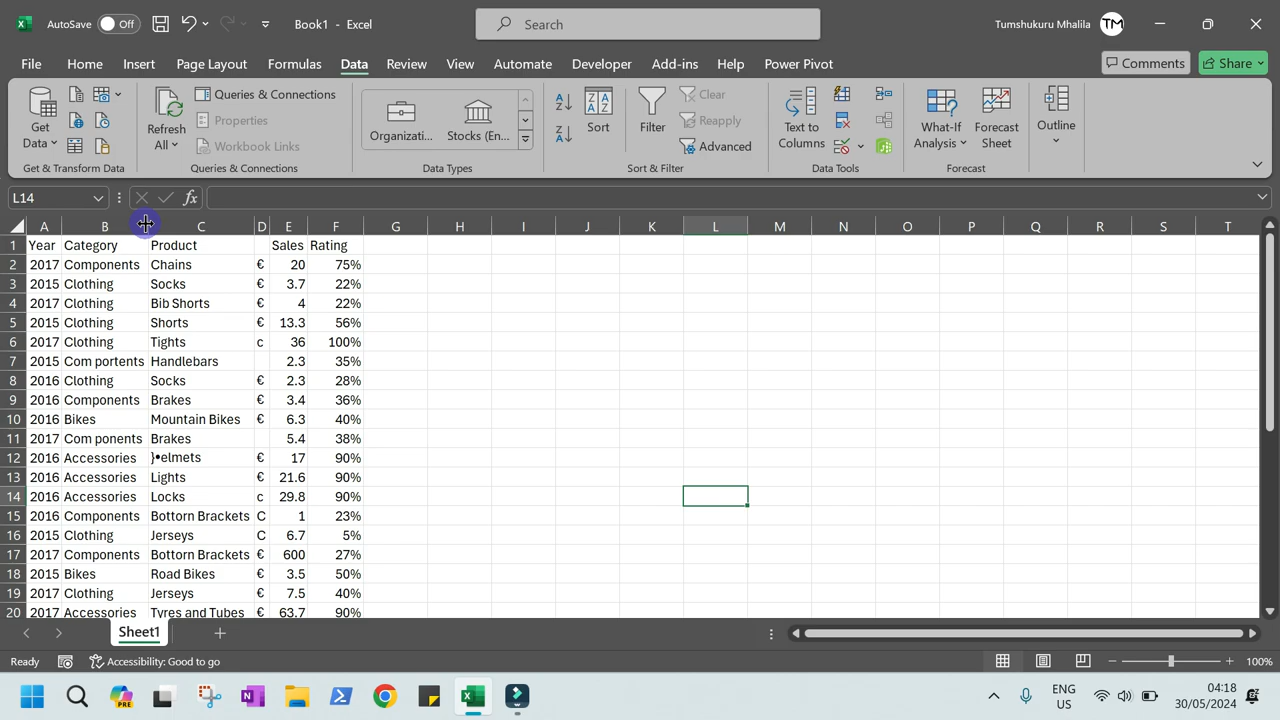 AutoSave Off Book1 - Excel Search Tumshukuru Mhalila TM
File Home Insert Page Layout Formulas Data Review View Automate Developer Add-ins Help Power Pivot Comments Share
Get Data
Refresh All
Queries & Connections
Properties
Workbook Links
Organizati... Stocks (En...
Sort
Filter
Clear
Reapply
Advanced
Text to Columns
What-If Analysis
Forecast Sheet
Outline
Get & Transform Data Queries & Connections Data Types Sort & Filter Data Tools Forecast
L14 fx
A B C D E F G H I J K L M N O P Q R S T
1 Year Category Product Sales Rating
2 2017 Components Chains € 20 75%
3 2015 Clothing Socks € 3.7 22%
4 2017 Clothing Bib Shorts € 4 22%
5 2015 Clothing Shorts € 13.3 56%
6 2017 Clothing Tights c 36 100%
7 2015 Com portents Handlebars 2.3 35%
8 2016 Clothing Socks € 2.3 28%
9 2016 Components Brakes € 3.4 36%
10 2016 Bikes Mountain Bikes € 6.3 40%
11 2017 Com ponents Brakes 5.4 38%
12 2016 Accessories }•elmets € 17 90%
13 2016 Accessories Lights € 21.6 90%
14 2016 Accessories Locks c 29.8 90%
15 2016 Components Bottorn Brackets C 1 23%
16 2015 Clothing Jerseys C 6.7 5%
17 2017 Components Bottorn Brackets € 600 27%
18 2015 Bikes Road Bikes € 3.5 50%
19 2017 Clothing Jerseys € 7.5 40%
20 2017 Accessories Tyres and Tubes € 63.7 90%
Sheet1
Ready Accessibility: Good to go 100%
PRE ENG US 04:18 30/05/2024